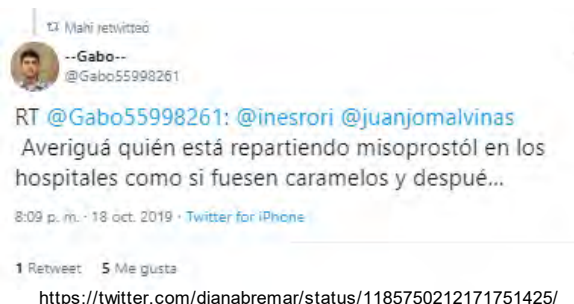 Mahi retwitteó
--Gabo--
@Gabo55998261
RT @Gabo55998261: @inesrori @juanjomalvinas
Averiguá quién está repartiendo misoprostól en los
hospitales como si fuesen caramelos y despué...
8:09 p. m. · 18 oct. 2019 · Twitter for iPhone
1 Retweet 5 Me gusta
https://twitter.com/dianabremar/status/1185750212171751425/